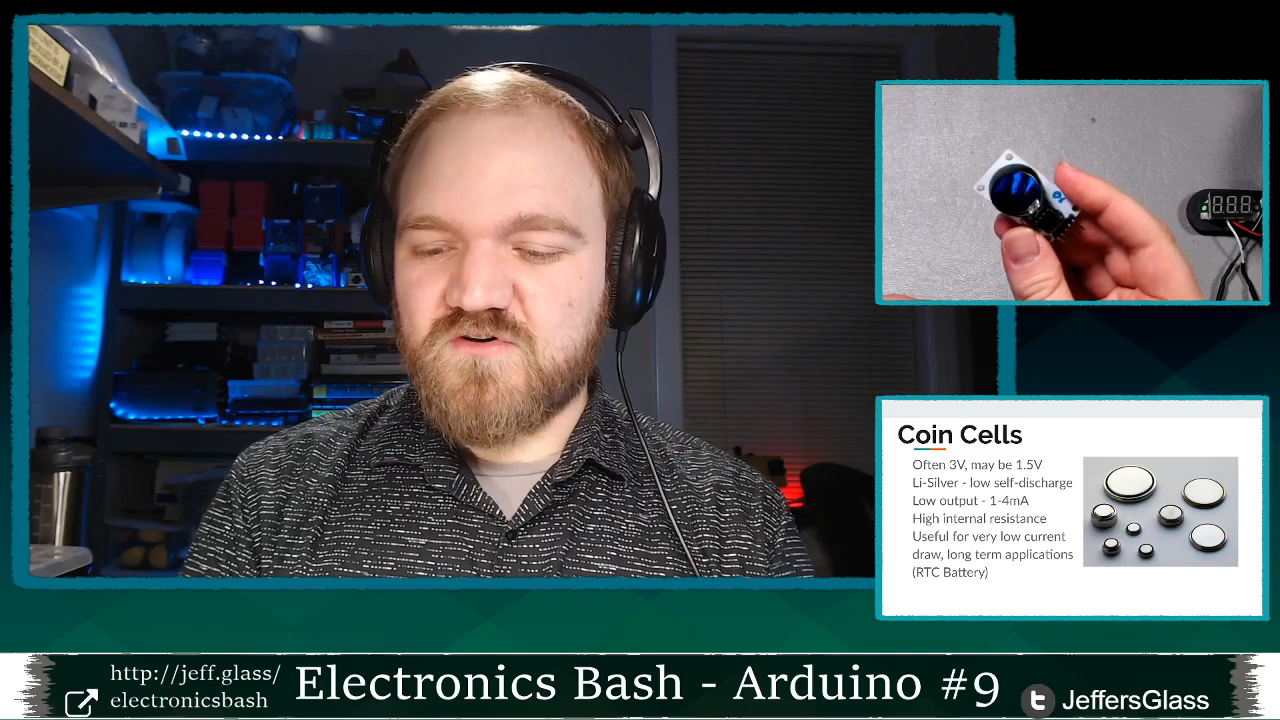 Coin Cells
Often 3V, may be 1.5V
Li-Silver - low self-discharge
Low output - 1-4mA
High internal resistance
Useful for very low current
draw, long term applications
(RTC Battery)
http://jeff.glass/
electronicsbash
Electronics Bash - Arduino #9
JeffersGlass